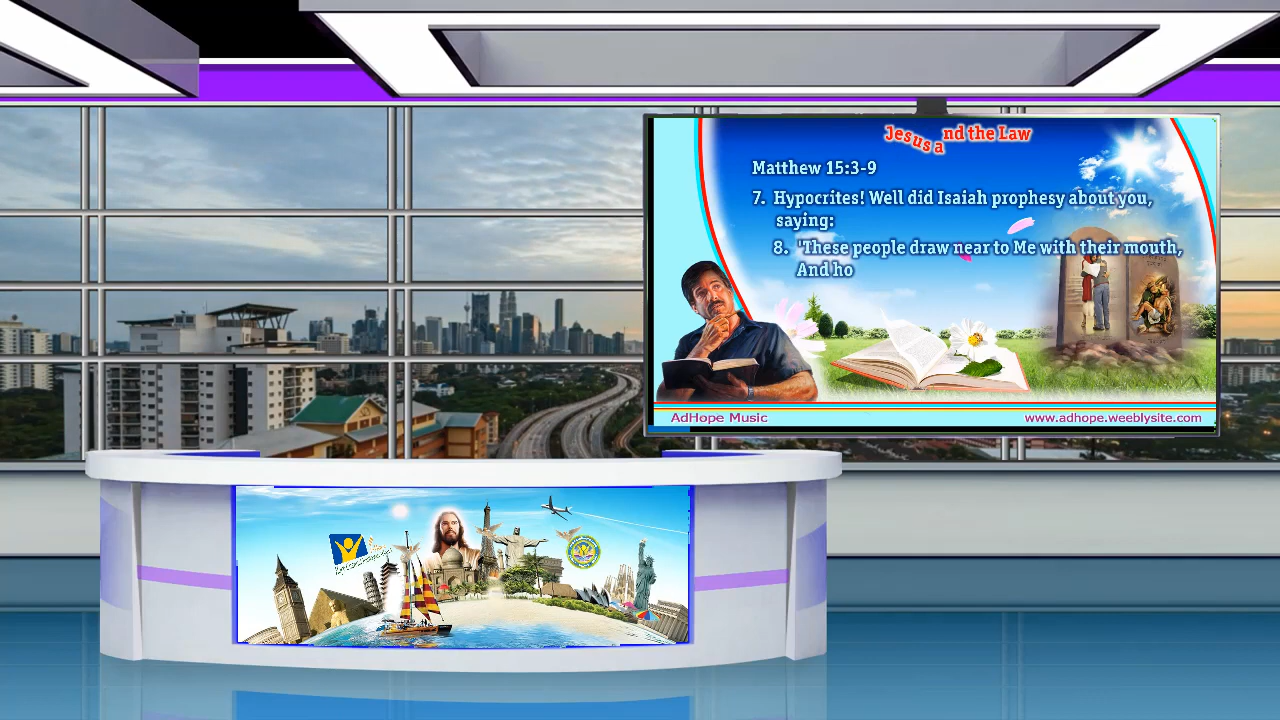 Jesus and the Law
Matthew 15:3-9
7. Hypocrites! Well did Isaiah prophesy about you,
saying:
8. 'These people draw near to Me with their mouth,
And ho
AdHope Music
www.adhope.weeblysite.com